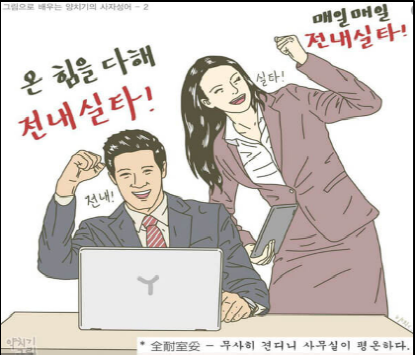 그림으로 배우는 양치기의 사자성어 - 2
온 힘을 다해
전내실타!
매일매일
전내실타!
실타!
전내!
양치기
* 全耐室妥 - 무사히 견디니 사무실이 평온하다.